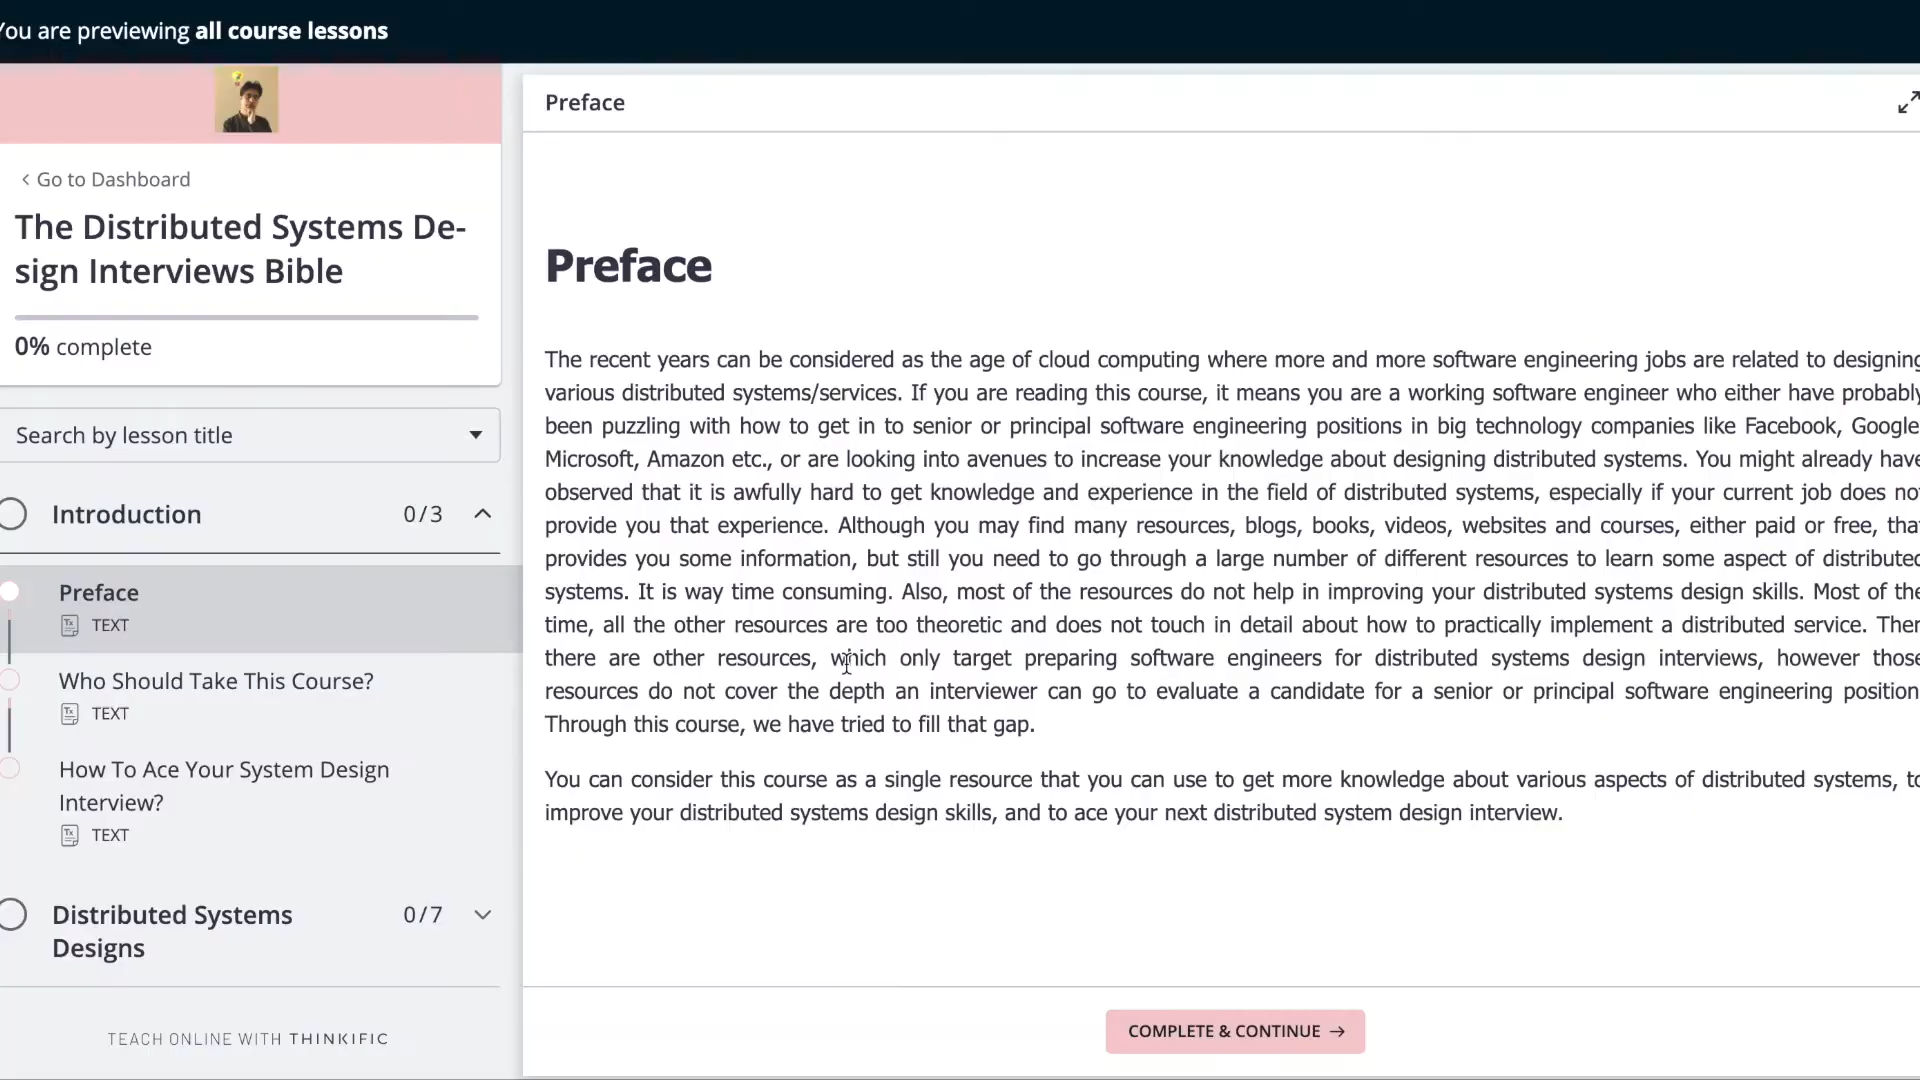 You are previewing all course lessons
< Go to Dashboard
The Distributed Systems De-
sign Interviews Bible
0% complete
Search by lesson title
Introduction 0/3
Preface
TEXT
Who Should Take This Course?
TEXT
How To Ace Your System Design
Interview?
TEXT
Distributed Systems 0/7
Designs
TEACH ONLINE WITH THINKIFIC
Preface
Preface
The recent years can be considered as the age of cloud computing where more and more software engineering jobs are related to designing
various distributed systems/services. If you are reading this course, it means you are a working software engineer who either have probably
been puzzling with how to get in to senior or principal software engineering positions in big technology companies like Facebook, Google
Microsoft, Amazon etc., or are looking into avenues to increase your knowledge about designing distributed systems. You might already have
observed that it is awfully hard to get knowledge and experience in the field of distributed systems, especially if your current job does not
provide you that experience. Although you may find many resources, blogs, books, videos, websites and courses, either paid or free, that
provides you some information, but still you need to go through a large number of different resources to learn some aspect of distributed
systems. It is way time consuming. Also, most of the resources do not help in improving your distributed systems design skills. Most of the
time, all the other resources are too theoretic and does not touch in detail about how to practically implement a distributed service. Then
there are other resources, which only target preparing software engineers for distributed systems design interviews, however those
resources do not cover the depth an interviewer can go to evaluate a candidate for a senior or principal software engineering position
Through this course, we have tried to fill that gap.
You can consider this course as a single resource that you can use to get more knowledge about various aspects of distributed systems, to
improve your distributed systems design skills, and to ace your next distributed system design interview.
COMPLETE & CONTINUE →